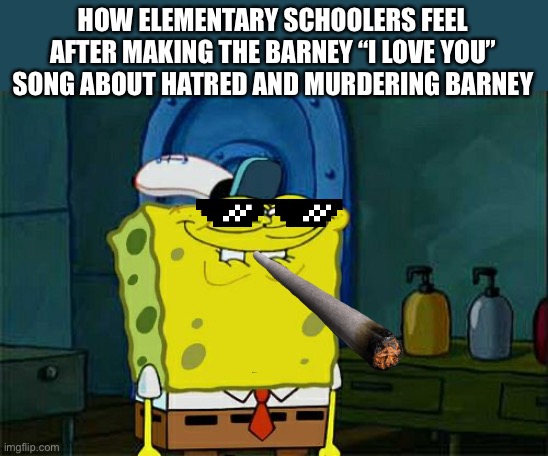 HOW ELEMENTARY SCHOOLERS FEEL
AFTER MAKING THE BARNEY “I LOVE YOU”
SONG ABOUT HATRED AND MURDERING BARNEY
imgflip.com